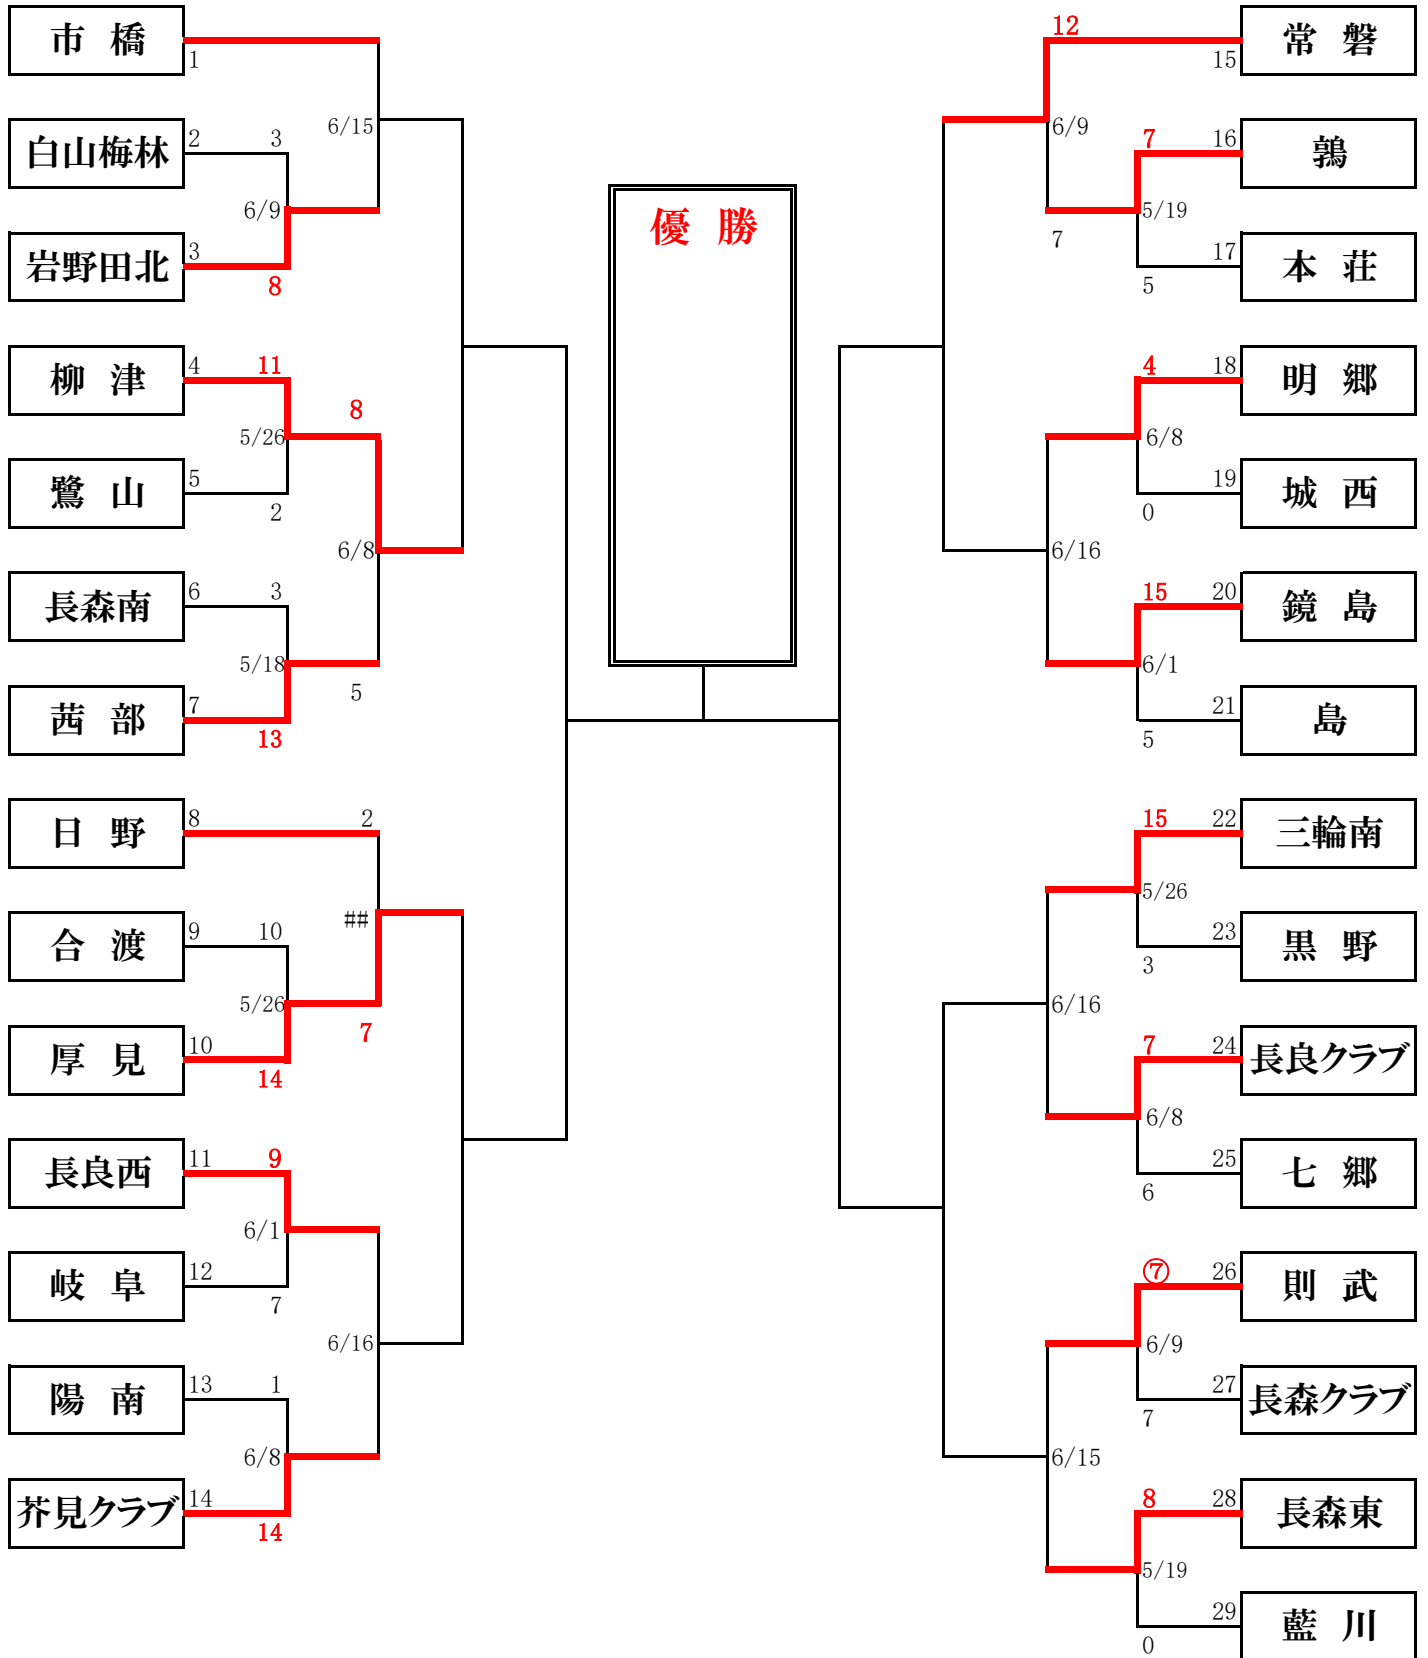 市 橋
1
6/15
白山梅林
2
3
6/9
岩野田北
3
8
柳 津
4
11
8
5/26
鷺 山
5
2
6/8
長森南
6
3
5/18
5
茜 部
7
13
日 野
8
2
##
合 渡
9
10
5/26
7
厚 見
10
14
長良西
11
9
6/1
岐 阜
12
7
6/16
陽 南
13
1
6/8
芥見クラブ
14
14
優 勝
12
常 磐
15
6/9
7
16
鶉
5/19
7
17
本 荘
5
4
18
明 郷
6/8
19
城 西
0
6/16
15
20
鏡 島
6/1
21
島
5
15
22
三輪南
5/26
23
黒 野
3
6/16
7
24
長良クラブ
6/8
25
七 郷
6
⑦
26
則 武
6/9
27
長森クラブ
7
6/15
8
28
長森東
5/19
29
藍 川
0